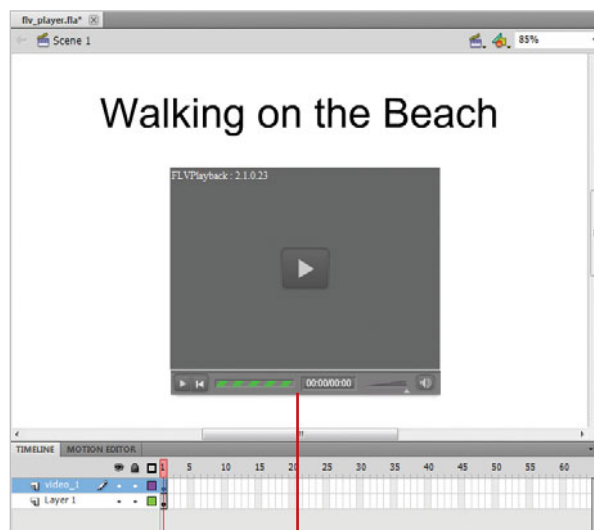 flv_player.fla*
Scene 1
85%
Walking on the Beach
FLVPlayback : 2.1.0.23
00:00/00:00
TIMELINE MOTION EDITOR
1 5 10 15 20 25 30 35 40 45 50 55 60
video_1
Layer 1